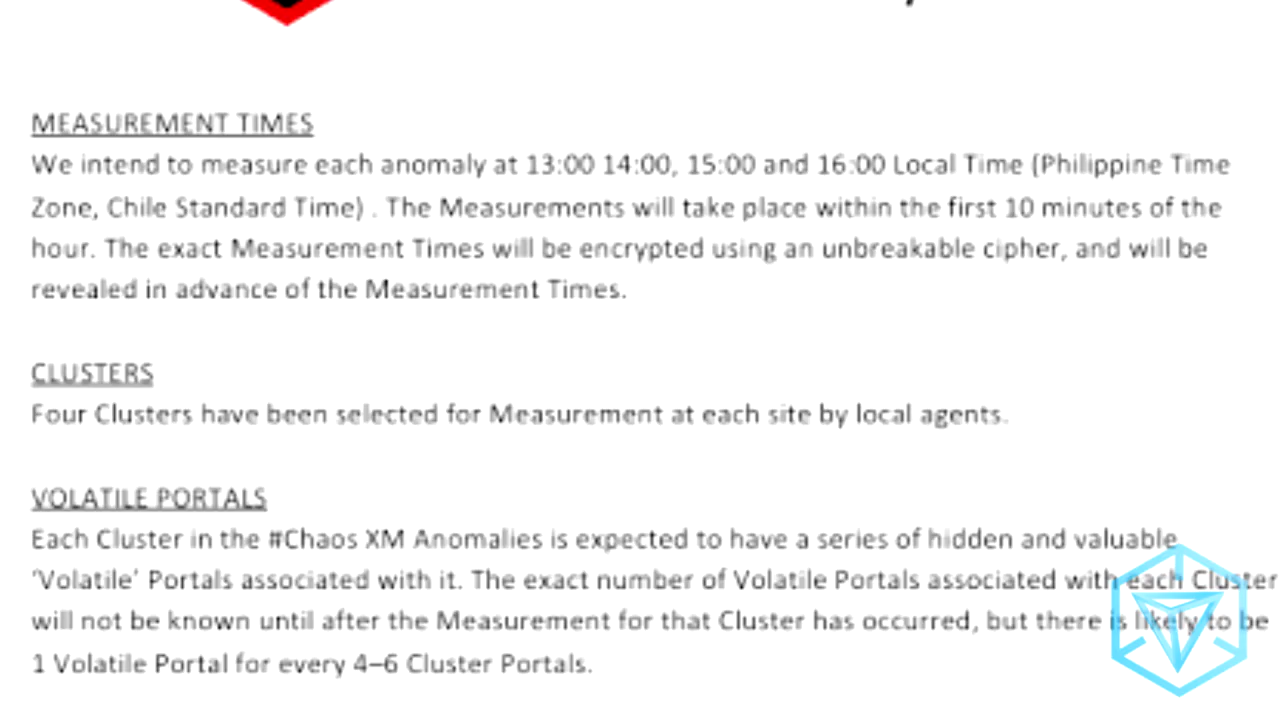 MEASUREMENT TIMES
We intend to measure each anomaly at 13:00 14:00, 15:00 and 16:00 Local Time (Philippine Time
Zone, Chile Standard Time) . The Measurements will take place within the first 10 minutes of the
hour. The exact Measurement Times will be encrypted using an unbreakable cipher, and will be
revealed in advance of the Measurement Times.
CLUSTERS
Four Clusters have been selected for Measurement at each site by local agents.
VOLATILE PORTALS
Each Cluster in the #Chaos XM Anomalies is expected to have a series of hidden and valuable
‘Volatile’ Portals associated with it. The exact number of Volatile Portals associated with each Cluster
will not be known until after the Measurement for that Cluster has occurred, but there is likely to be
1 Volatile Portal for every 4–6 Cluster Portals.